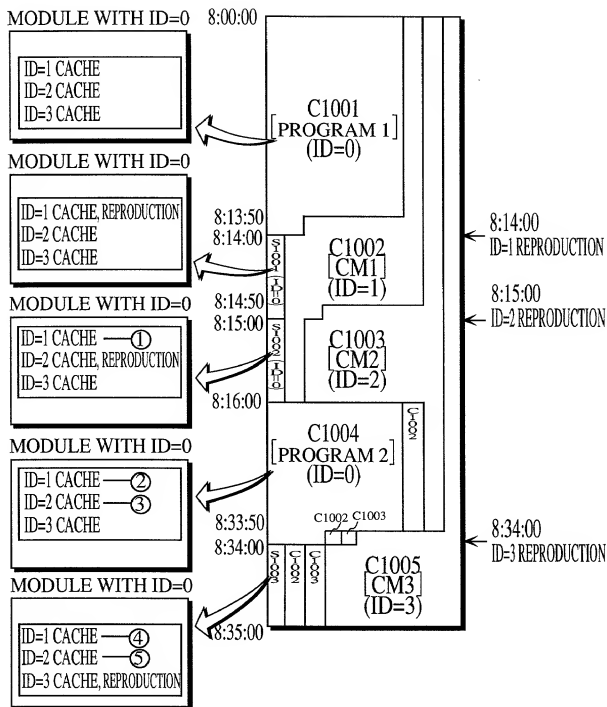 MODULE WITH ID=0
ID=1 CACHE
ID=2 CACHE
ID=3 CACHE
MODULE WITH ID=0
ID=1 CACHE, REPRODUCTION
ID=2 CACHE
ID=3 CACHE
MODULE WITH ID=0
ID=1 CACHE ①
ID=2 CACHE, REPRODUCTION
ID=3 CACHE
MODULE WITH ID=0
ID=1 CACHE ②
ID=2 CACHE ③
ID=3 CACHE
MODULE WITH ID=0
ID=1 CACHE ④
ID=2 CACHE ⑤
ID=3 CACHE, REPRODUCTION
8:00:00
8:13:50
8:14:00
8:14:50
8:15:00
8:16:00
8:33:50
8:34:00
8:35:00
C1001
[PROGRAM 1]
(ID=0)
S1001 (ID=0)
C1002
[CM1]
(ID=1)
S1002 (ID=0)
C1003
[CM2]
(ID=2)
C1004
[PROGRAM 2]
(ID=0)
C1002
C1002
C1003
S1003
C1002
C1003
C1005
[CM3]
(ID=3)
8:14:00
ID=1 REPRODUCTION
8:15:00
ID=2 REPRODUCTION
8:34:00
ID=3 REPRODUCTION